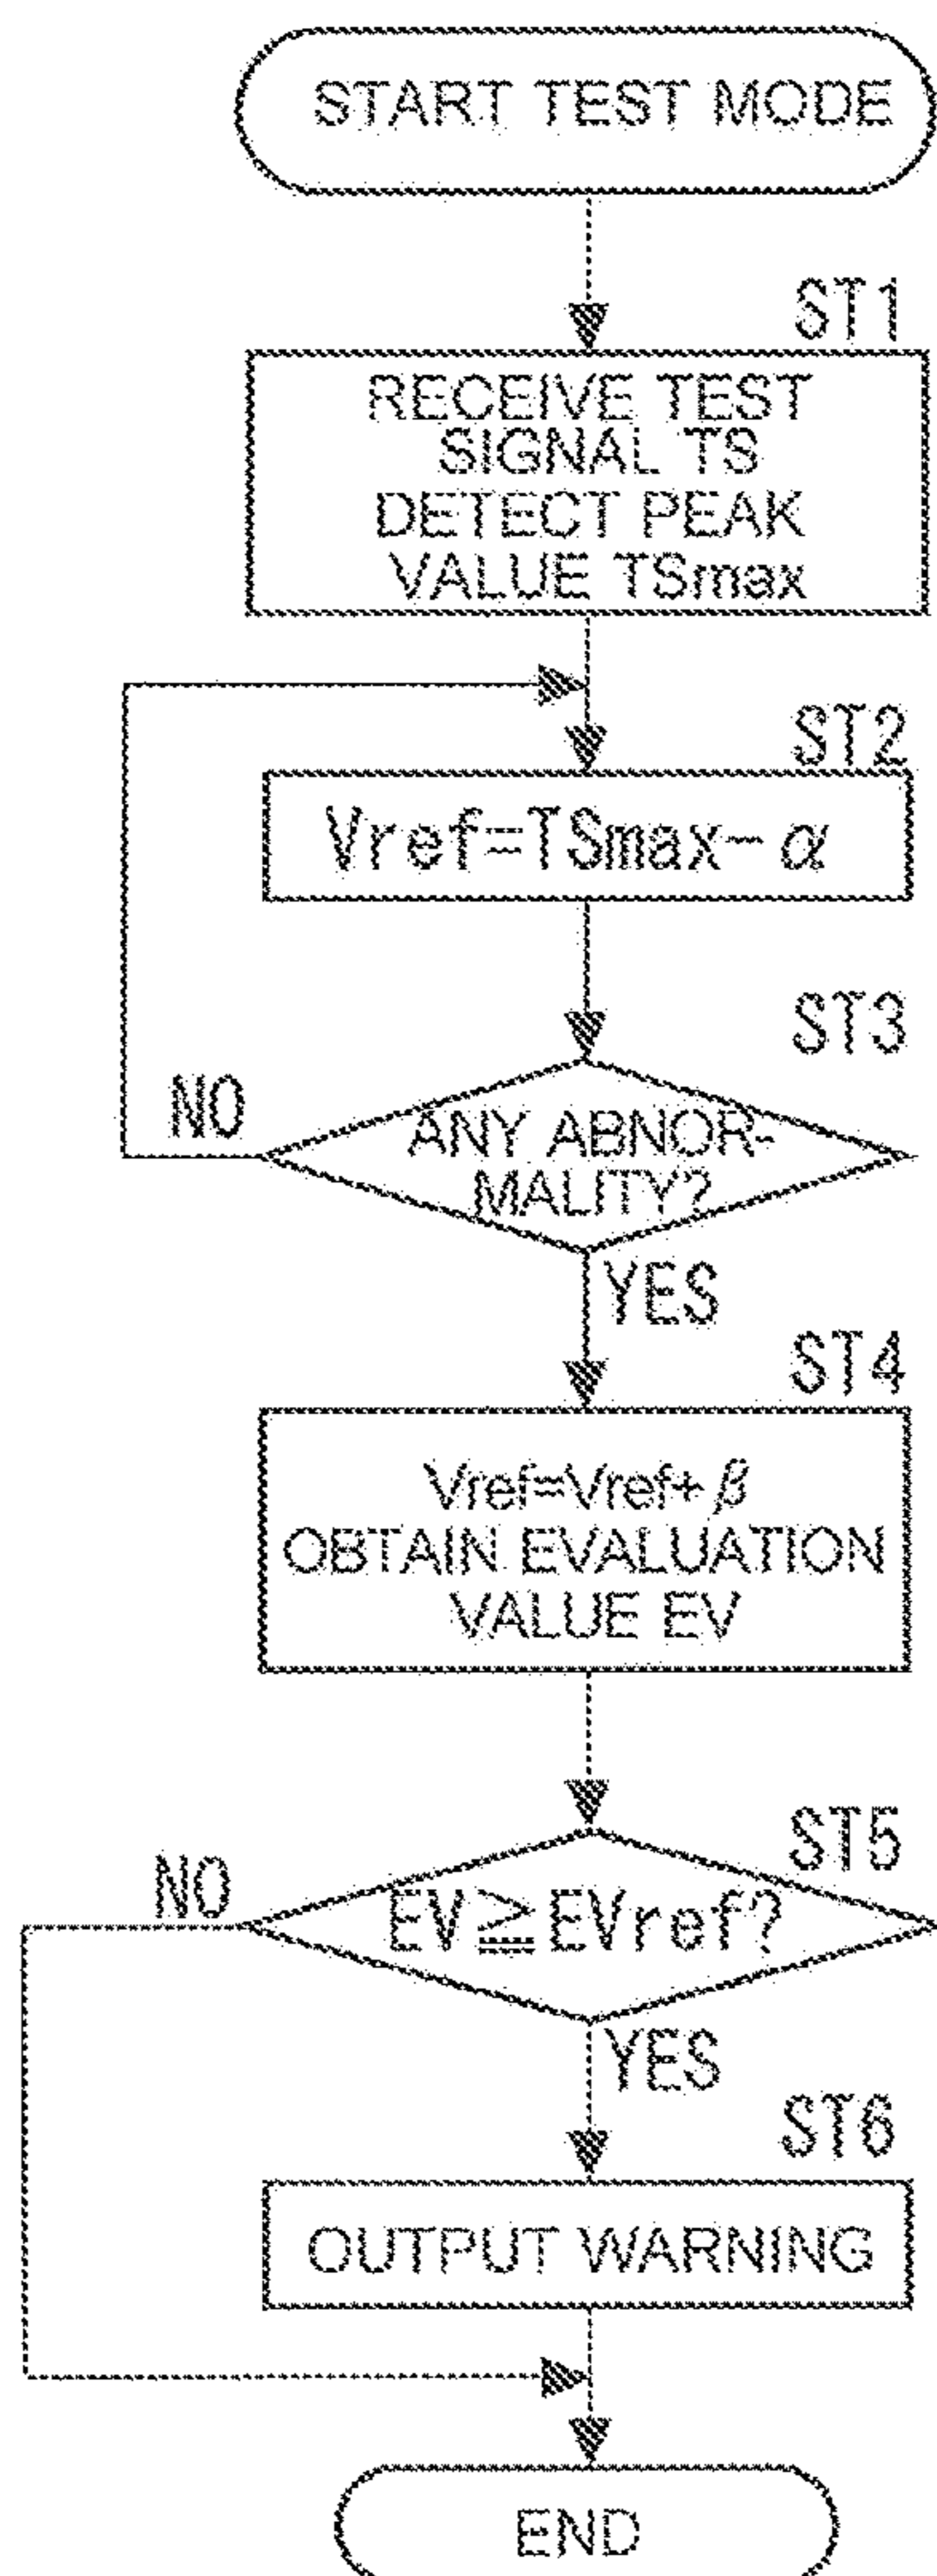 START TEST MODE
ST1
RECEIVE TEST
SIGNAL TS
DETECT PEAK
VALUE TSmax
ST2
Vref=TSmax-α
ST3
NO
ANY ABNOR-
MALITY?
YES
ST4
Vref=Vref+β
OBTAIN EVALUATION
VALUE EV
ST5
NO
EV≧EVref?
YES
ST6
OUTPUT WARNING
END